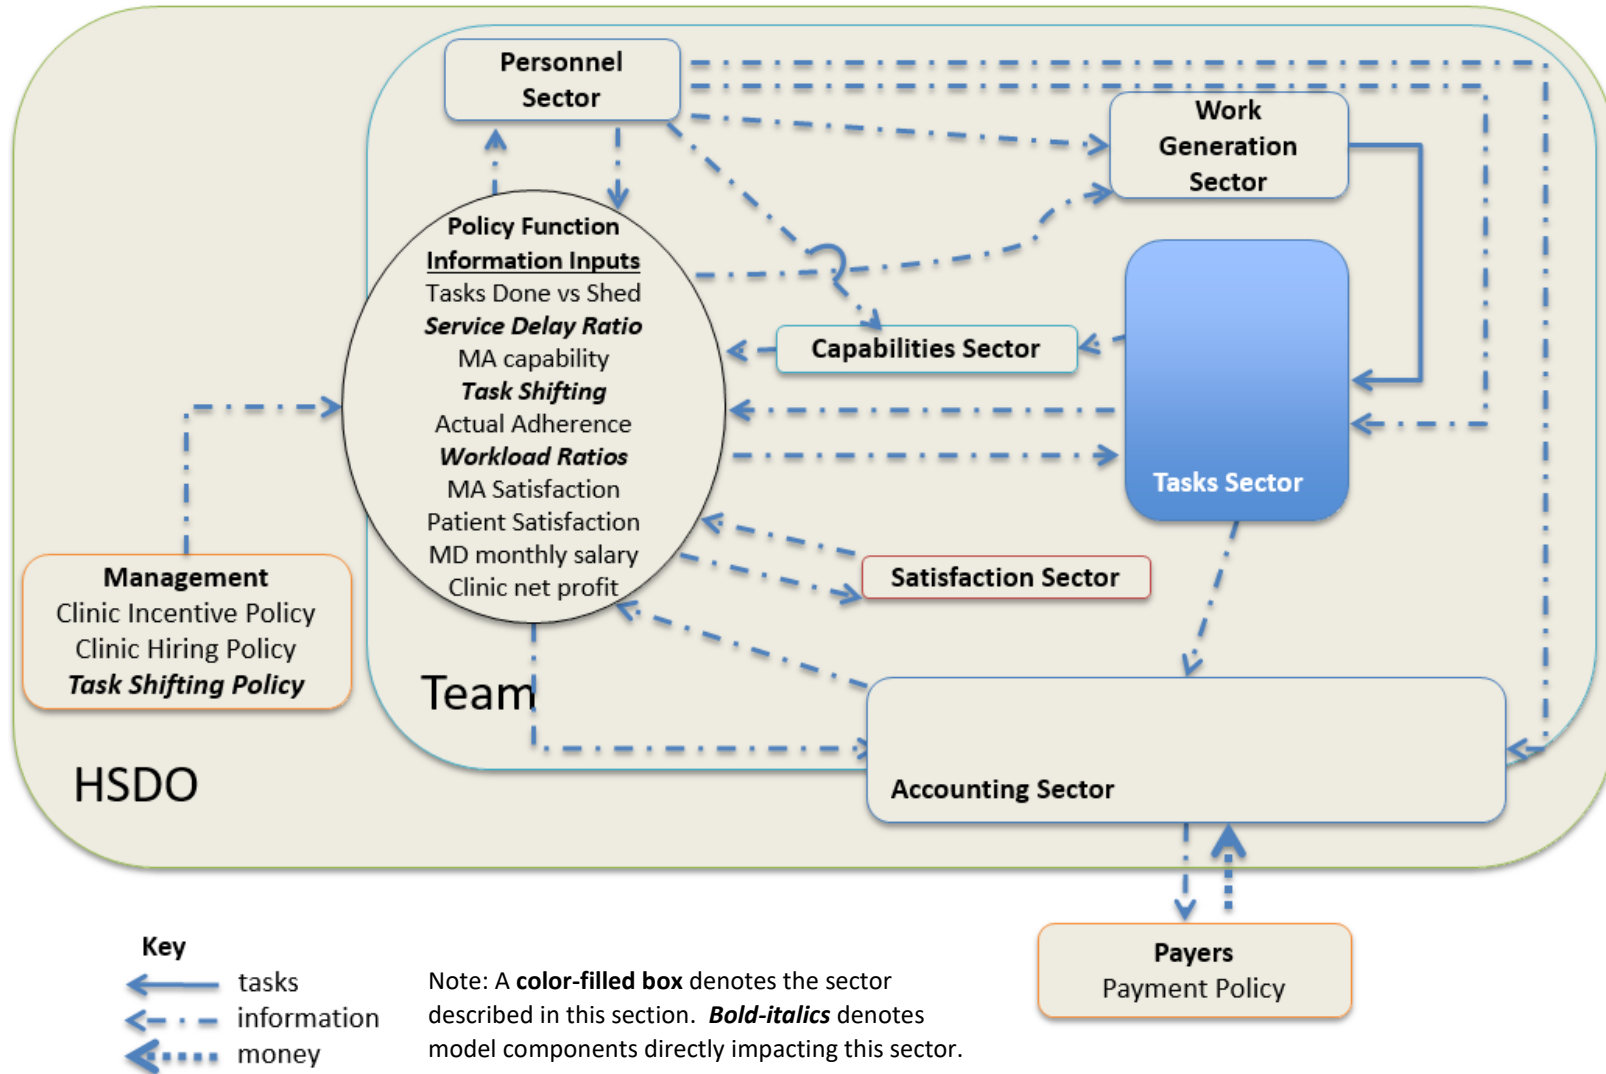 Personnel
Sector
Work
Generation
Sector
Policy Function
Information Inputs
Tasks Done vs Shed
Service Delay Ratio
MA capability
Task Shifting
Actual Adherence
Workload Ratios
MA Satisfaction
Patient Satisfaction
MD monthly salary
Clinic net profit
Capabilities Sector
Tasks Sector
Satisfaction Sector
Management
Clinic Incentive Policy
Clinic Hiring Policy
Task Shifting Policy
Team
HSDO
Accounting Sector
Payers
Payment Policy
Key
tasks
information
money
Note: A color-filled box denotes the sector
described in this section. Bold-italics denotes
model components directly impacting this sector.